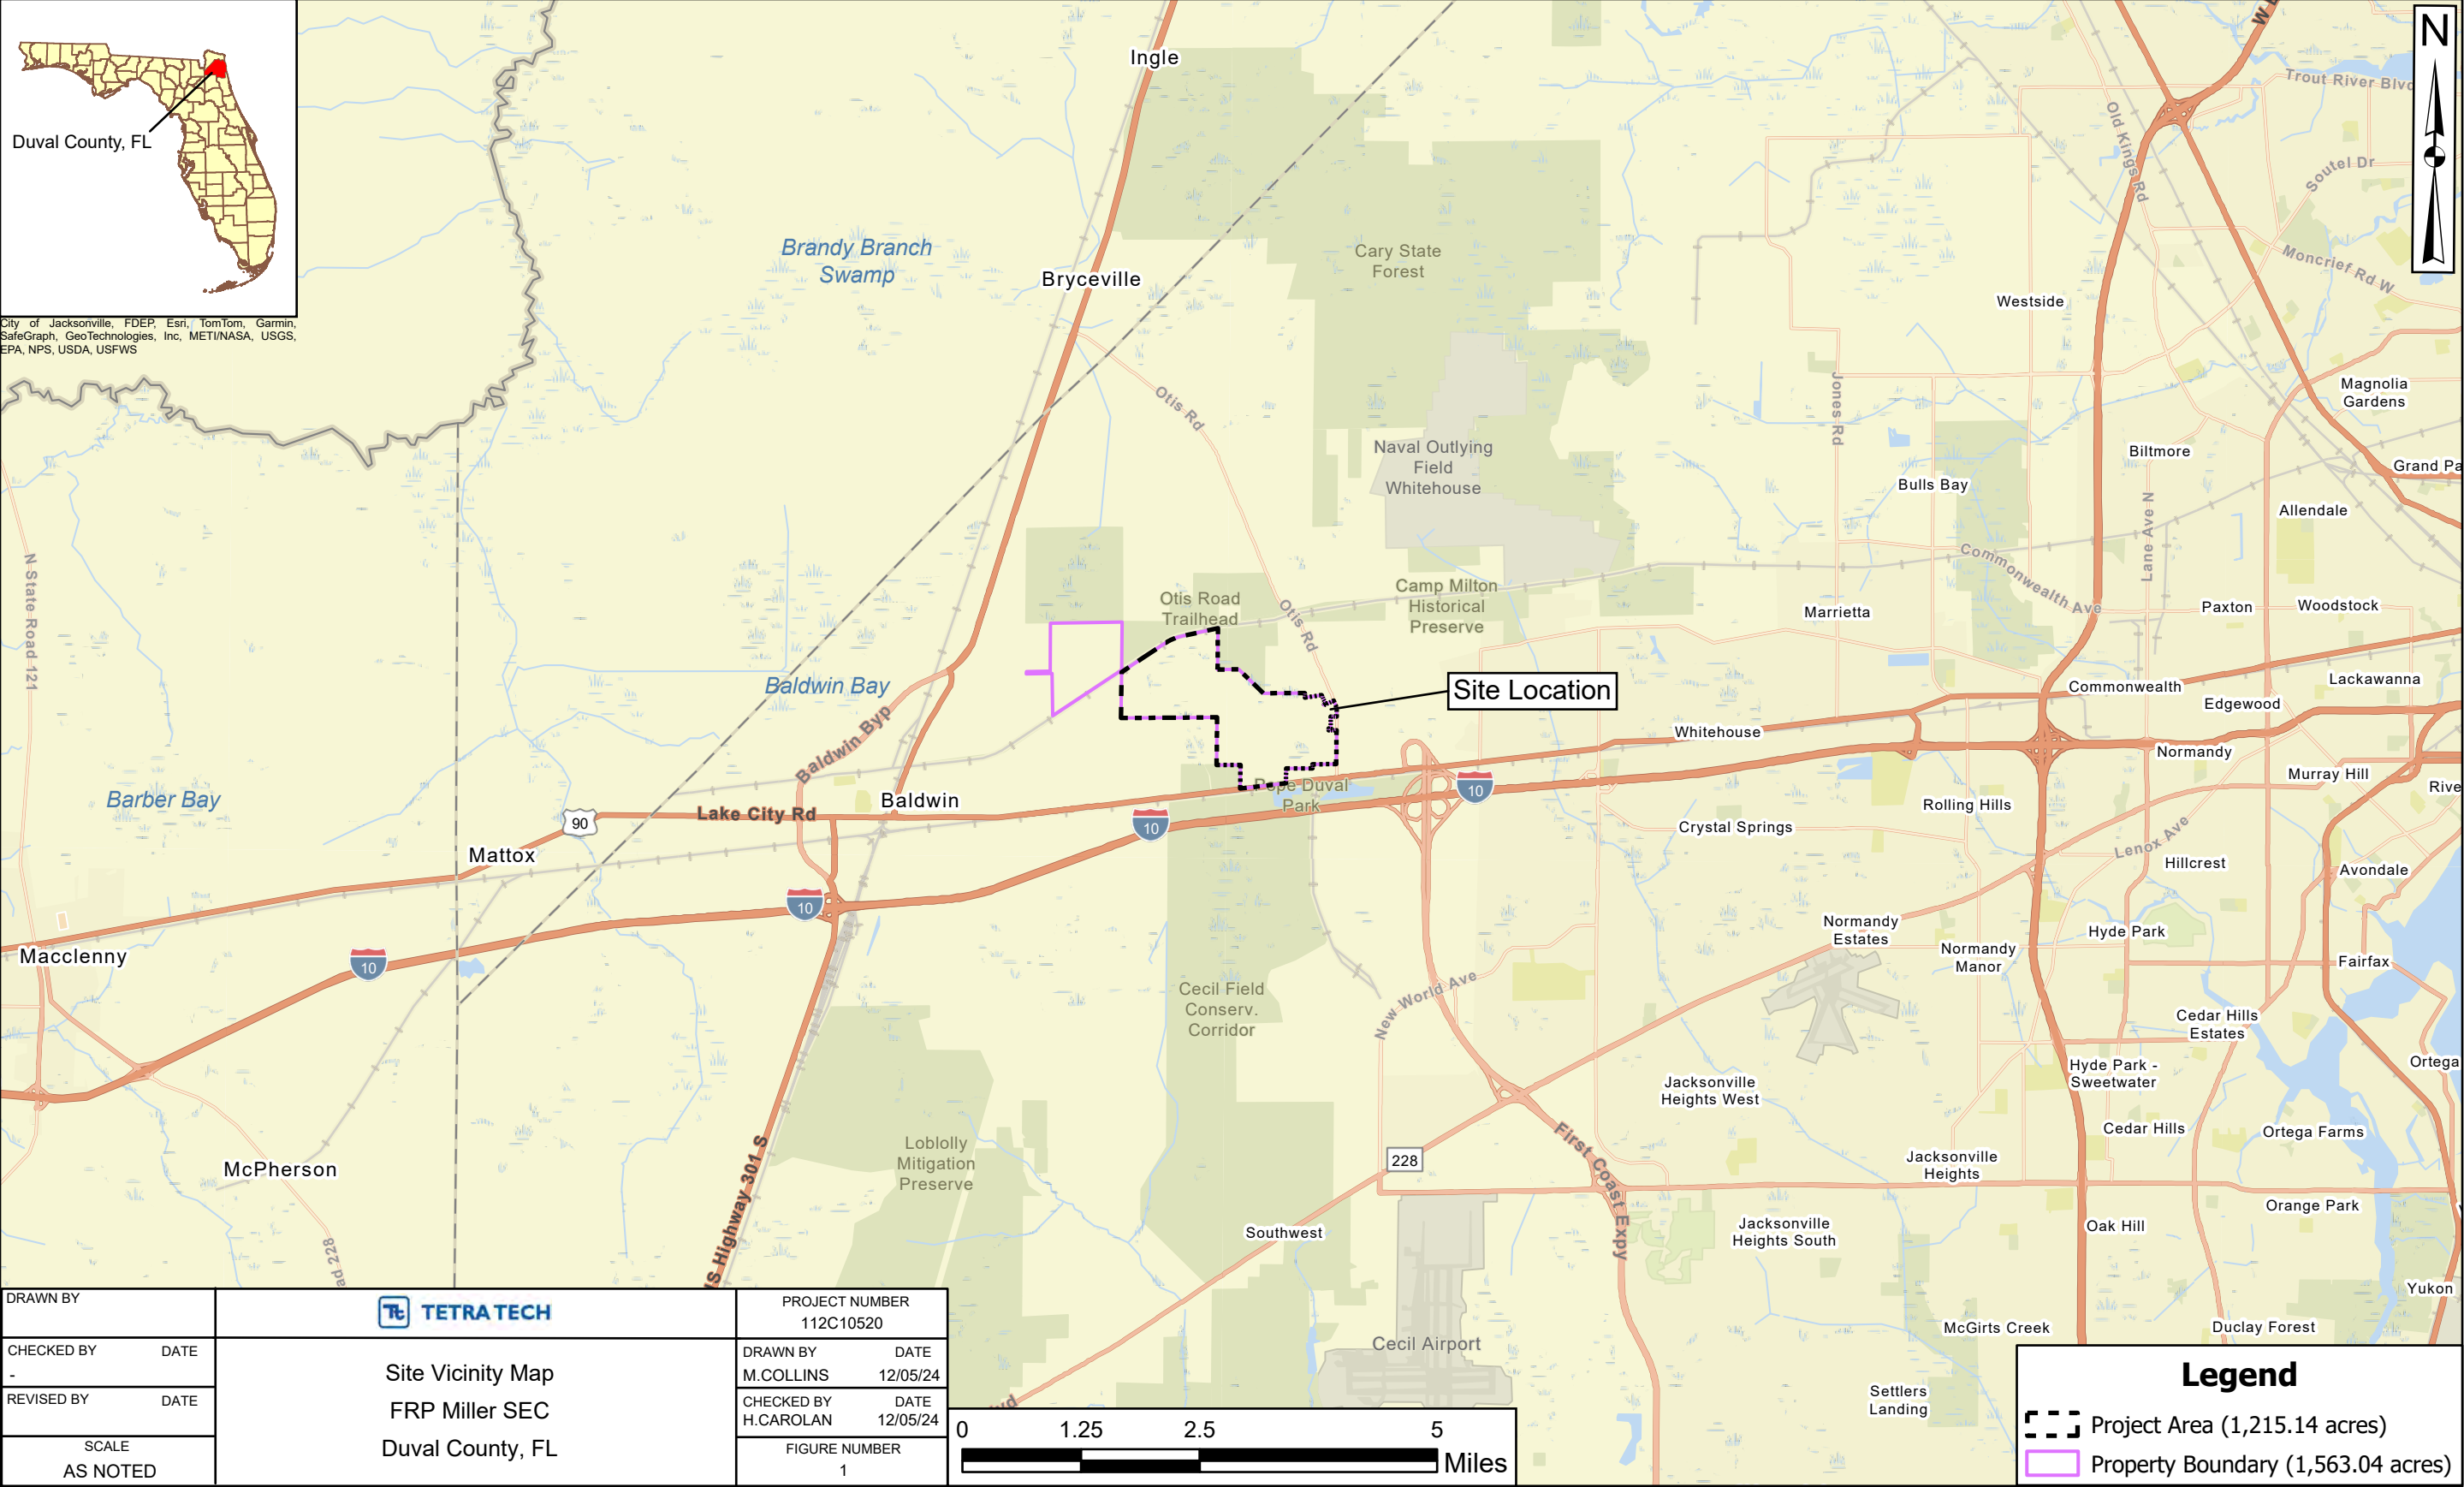 Duval County, FL
City of Jacksonville, FDEP, Esri, TomTom, Garmin,
SafeGraph, GeoTechnologies, Inc, METI/NASA, USGS,
EPA, NPS, USDA, USFWS
N
Ingle
Trout River Blvd
Old Kings Rd
Soutel Dr
Moncrief Rd W
Brandy Branch
Swamp
Bryceville
Cary State
Forest
Westside
Otis Rd
Jones Rd
Magnolia
Gardens
Naval Outlying
Field
Whitehouse
Biltmore
Grand Pa
Bulls Bay
Lane Ave N
Allendale
N State Road 121
Commonwealth Ave
Otis Road
Trailhead
Otis Rd
Camp Milton
Historical
Preserve
Marrietta
Paxton
Woodstock
Baldwin Bay
Site Location
Commonwealth
Lackawanna
Edgewood
Baldwin Byp
Whitehouse
Normandy
Murray Hill
Barber Bay
Baldwin
Pope Duval
Park
10
Rolling Hills
Rive
Lake City Rd
90
10
Crystal Springs
Lenox Ave
Mattox
Hillcrest
Avondale
10
Normandy
Estates
Hyde Park
Macclenny
10
Normandy
Manor
Fairfax
Cecil Field
Conserv.
Corridor
New World Ave
Cedar Hills
Estates
Hyde Park -
Sweetwater
Ortega
Jacksonville
Heights West
Loblolly
Mitigation
Preserve
First Coast Expy
Cedar Hills
Ortega Farms
McPherson
228
Jacksonville
Heights
US Highway 301 S
Southwest
Jacksonville
Heights South
Orange Park
Oak Hill
ad 228
Yukon
Cecil Airport
McGirts Creek
Duclay Forest
Settlers
Landing
vd
DRAWN BY
CHECKED BY DATE
-
REVISED BY DATE
SCALE
AS NOTED
Tt TETRA TECH
Site Vicinity Map
FRP Miller SEC
Duval County, FL
PROJECT NUMBER
112C10520
DRAWN BY DATE
M.COLLINS 12/05/24
CHECKED BY DATE
H.CAROLAN 12/05/24
FIGURE NUMBER
1
0 1.25 2.5 5
Miles
Legend
Project Area (1,215.14 acres)
Property Boundary (1,563.04 acres)